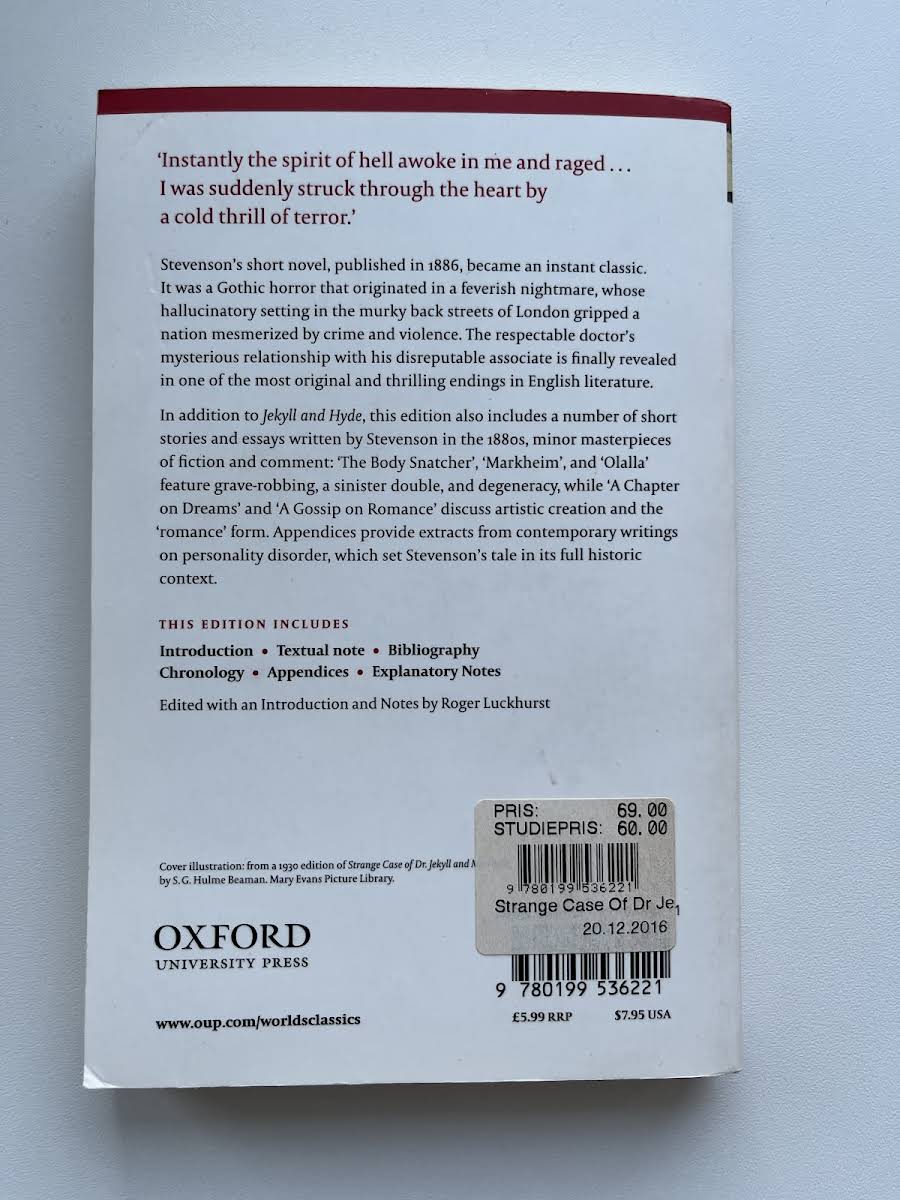 ‘Instantly the spirit of hell awoke in me and raged ...
I was suddenly struck through the heart by
a cold thrill of terror.’
Stevenson’s short novel, published in 1886, became an instant classic.
It was a Gothic horror that originated in a feverish nightmare, whose
hallucinatory setting in the murky back streets of London gripped a
nation mesmerized by crime and violence. The respectable doctor’s
mysterious relationship with his disreputable associate is finally revealed
in one of the most original and thrilling endings in English literature.
In addition to Jekyll and Hyde, this edition also includes a number of short
stories and essays written by Stevenson in the 1880s, minor masterpieces
of fiction and comment: ‘The Body Snatcher’, ‘Markheim’, and ‘Olalla’
feature grave-robbing, a sinister double, and degeneracy, while ‘A Chapter
on Dreams’ and ‘A Gossip on Romance’ discuss artistic creation and the
‘romance’ form. Appendices provide extracts from contemporary writings
on personality disorder, which set Stevenson’s tale in its full historic
context.
THIS EDITION INCLUDES
Introduction • Textual note • Bibliography
Chronology • Appendices • Explanatory Notes
Edited with an Introduction and Notes by Roger Luckhurst
Cover illustration: from a 1930 edition of Strange Case of Dr. Jekyll and
by S.G. Hulme Beaman. Mary Evans Picture Library.
OXFORD
UNIVERSITY PRESS
www.oup.com/worldsclassics
PRIS: 69.00
STUDIEPRIS: 60.00
9 780199 536221
Strange Case Of Dr Je1
20.12.2016
9 780199 536221
£5.99 RRP $7.95 USA